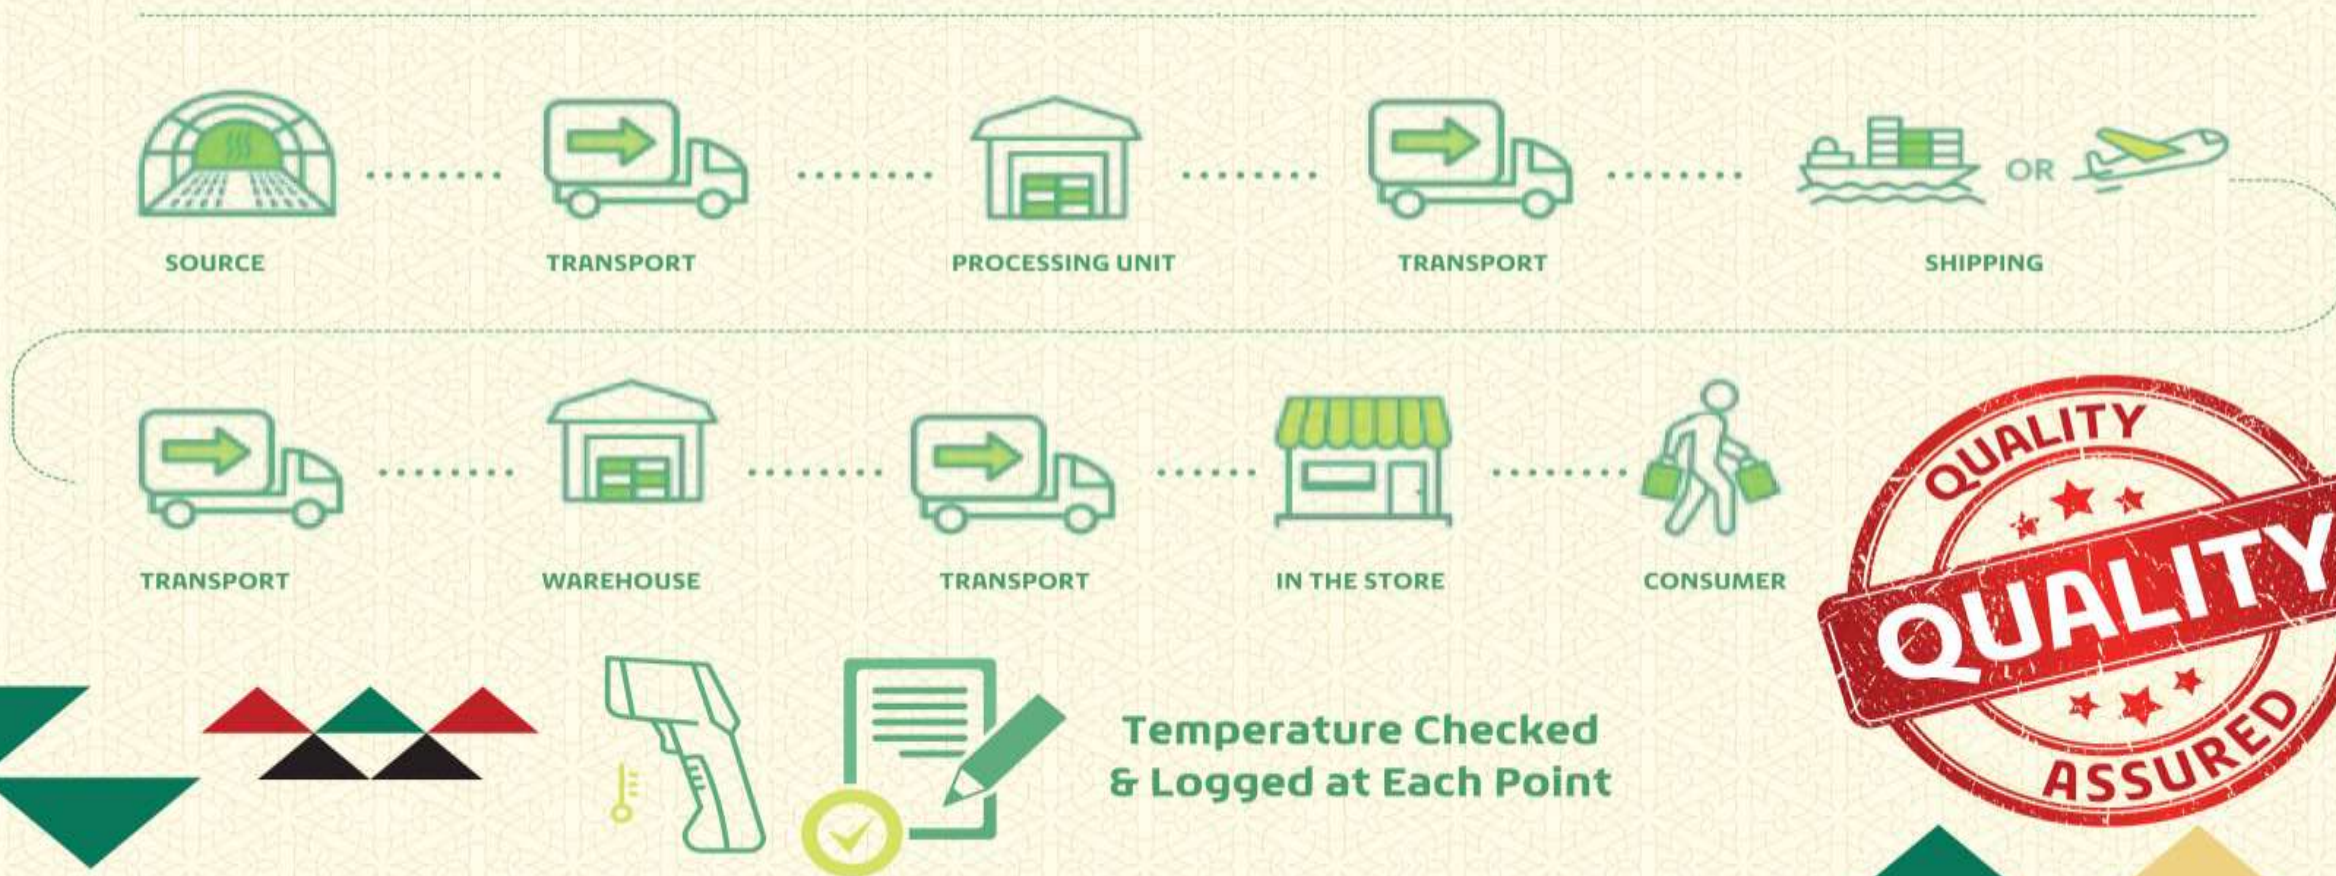 OR
SOURCE
TRANSPORT
PROCESSING UNIT
TRANSPORT
SHIPPING
TRANSPORT
WAREHOUSE
TRANSPORT
IN THE STORE
CONSUMER
QUALITY
QUALITY
ASSURED
Temperature Checked
& Logged at Each Point